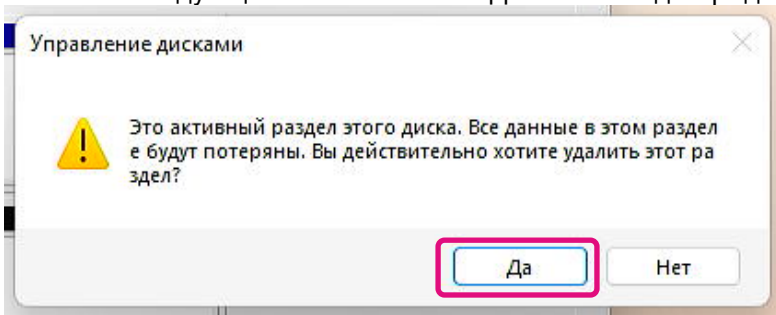 Управление дисками
Это активный раздел этого диска. Все данные в этом раздел
е будут потеряны. Вы действительно хотите удалить этот ра
здел?
Да
Нет